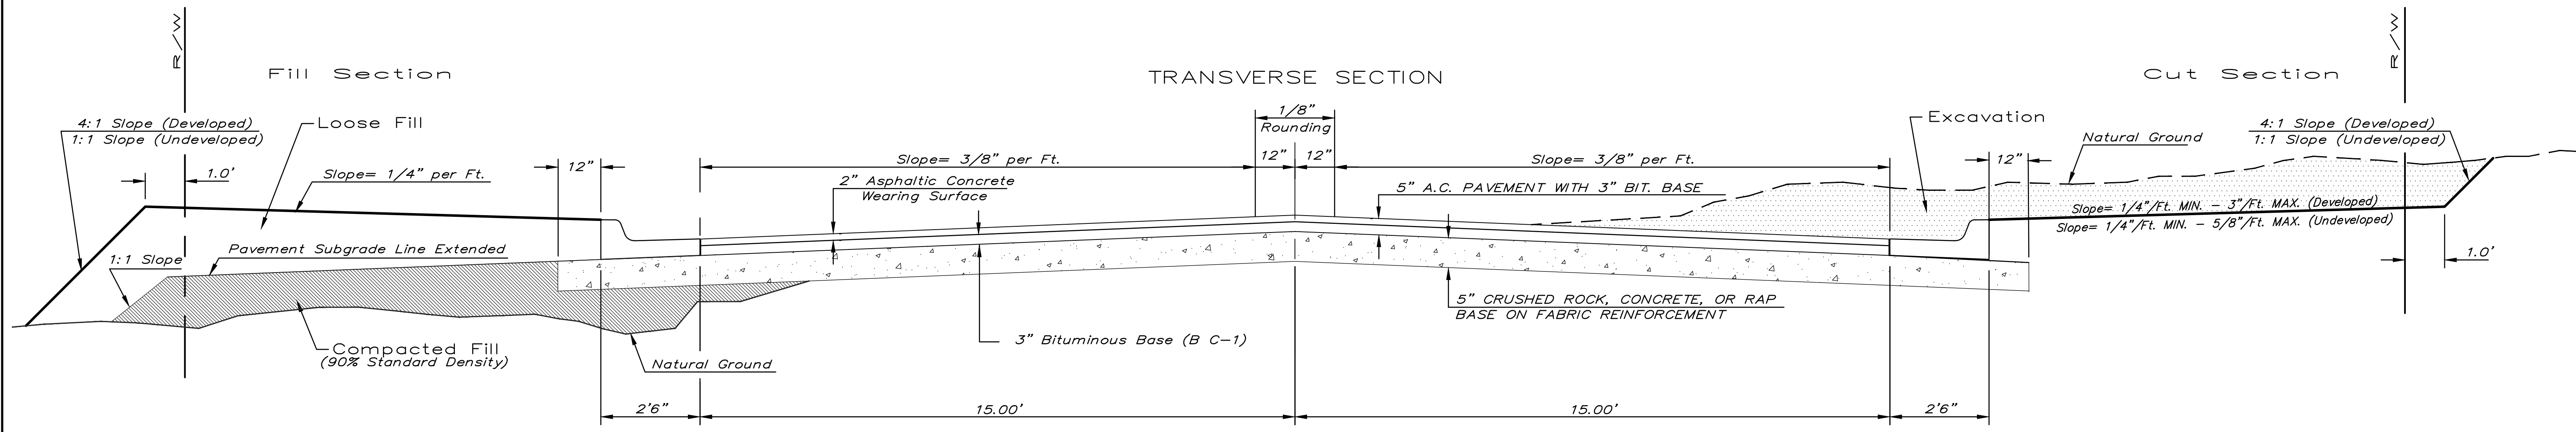 R/W
R/W
Fill Section
TRANSVERSE SECTION
Cut Section
4:1 Slope (Developed)
1:1 Slope (Undeveloped)
Loose Fill
1.0'
Slope= 1/4" per Ft.
12"
Slope= 3/8" per Ft.
1/8"
Rounding
12"
12"
Slope= 3/8" per Ft.
Excavation
Natural Ground
12"
4:1 Slope (Developed)
1:1 Slope (Undeveloped)
2" Asphaltic Concrete
Wearing Surface
5" A.C. PAVEMENT WITH 3" BIT. BASE
Slope= 1/4"/Ft. MIN. - 3"/Ft. MAX. (Developed)
Slope= 1/4"/Ft. MIN. - 5/8"/Ft. MAX. (Undeveloped)
1.0'
Pavement Subgrade Line Extended
1:1 Slope
5" CRUSHED ROCK, CONCRETE, OR RAP
BASE ON FABRIC REINFORCEMENT
3" Bituminous Base (B C-1)
Compacted Fill
(90% Standard Density)
Natural Ground
2'6"
15.00'
15.00'
2'6"